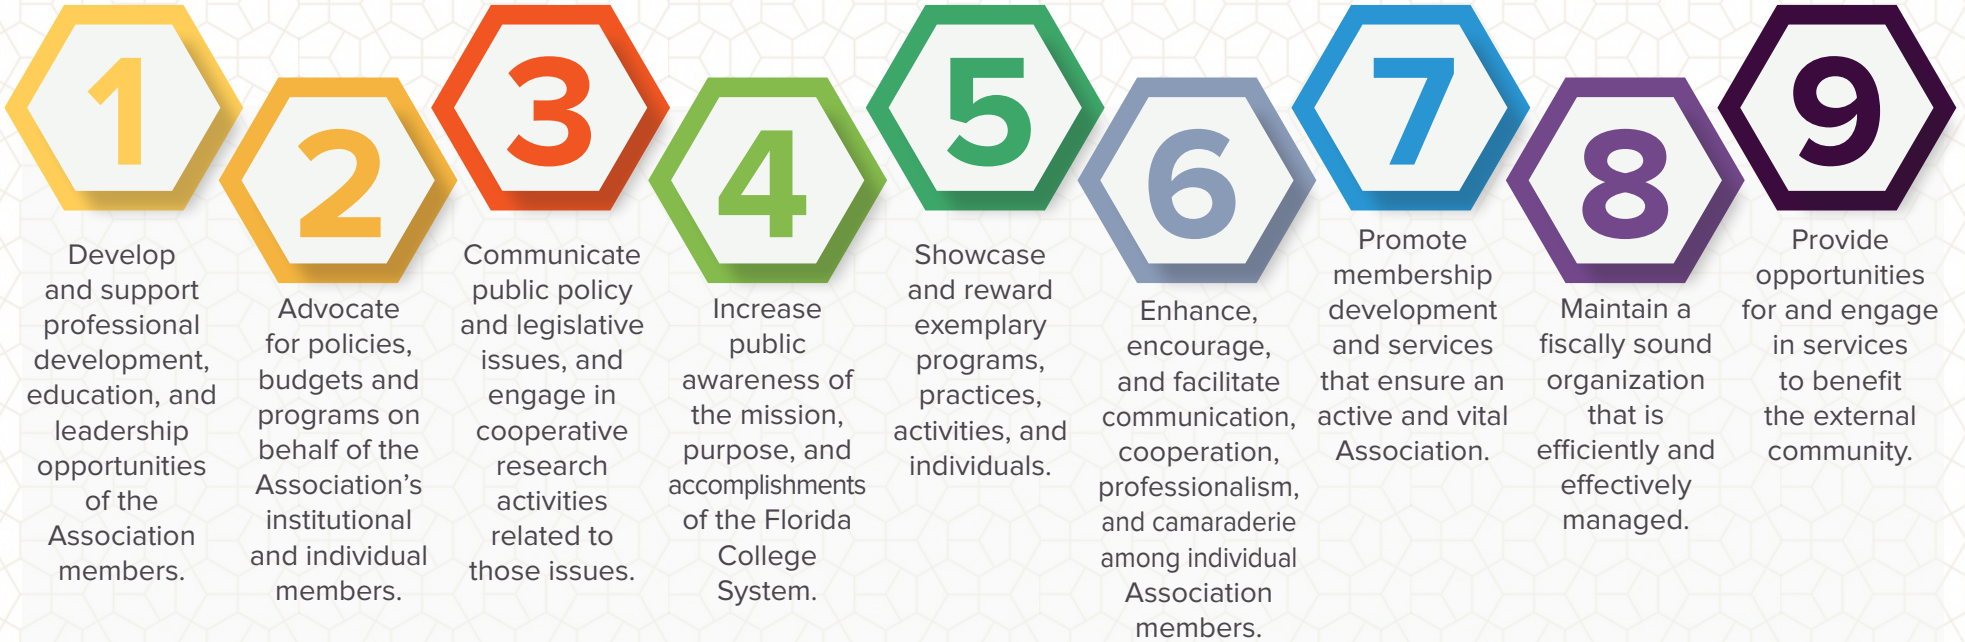 1
Develop
and support
professional
development,
education, and
leadership
opportunities
of the
Association
members.
2
Advocate
for policies,
budgets and
programs on
behalf of the
Association’s
institutional
and individual
members.
3
Communicate
public policy
and legislative
issues, and
engage in
cooperative
research
activities
related to
those issues.
4
Increase
public
awareness of
the mission,
purpose, and
accomplishments
of the Florida
College
System.
5
Showcase
and reward
exemplary
programs,
practices,
activities, and
individuals.
6
Enhance,
encourage,
and facilitate
communication,
cooperation,
professionalism,
and camaraderie
among individual
Association
members.
7
Promote
membership
development
and services
that ensure an
active and vital
Association.
8
Maintain a
fiscally sound
organization
that is
efficiently and
effectively
managed.
9
Provide
opportunities
for and engage
in services
to benefit
the external
community.